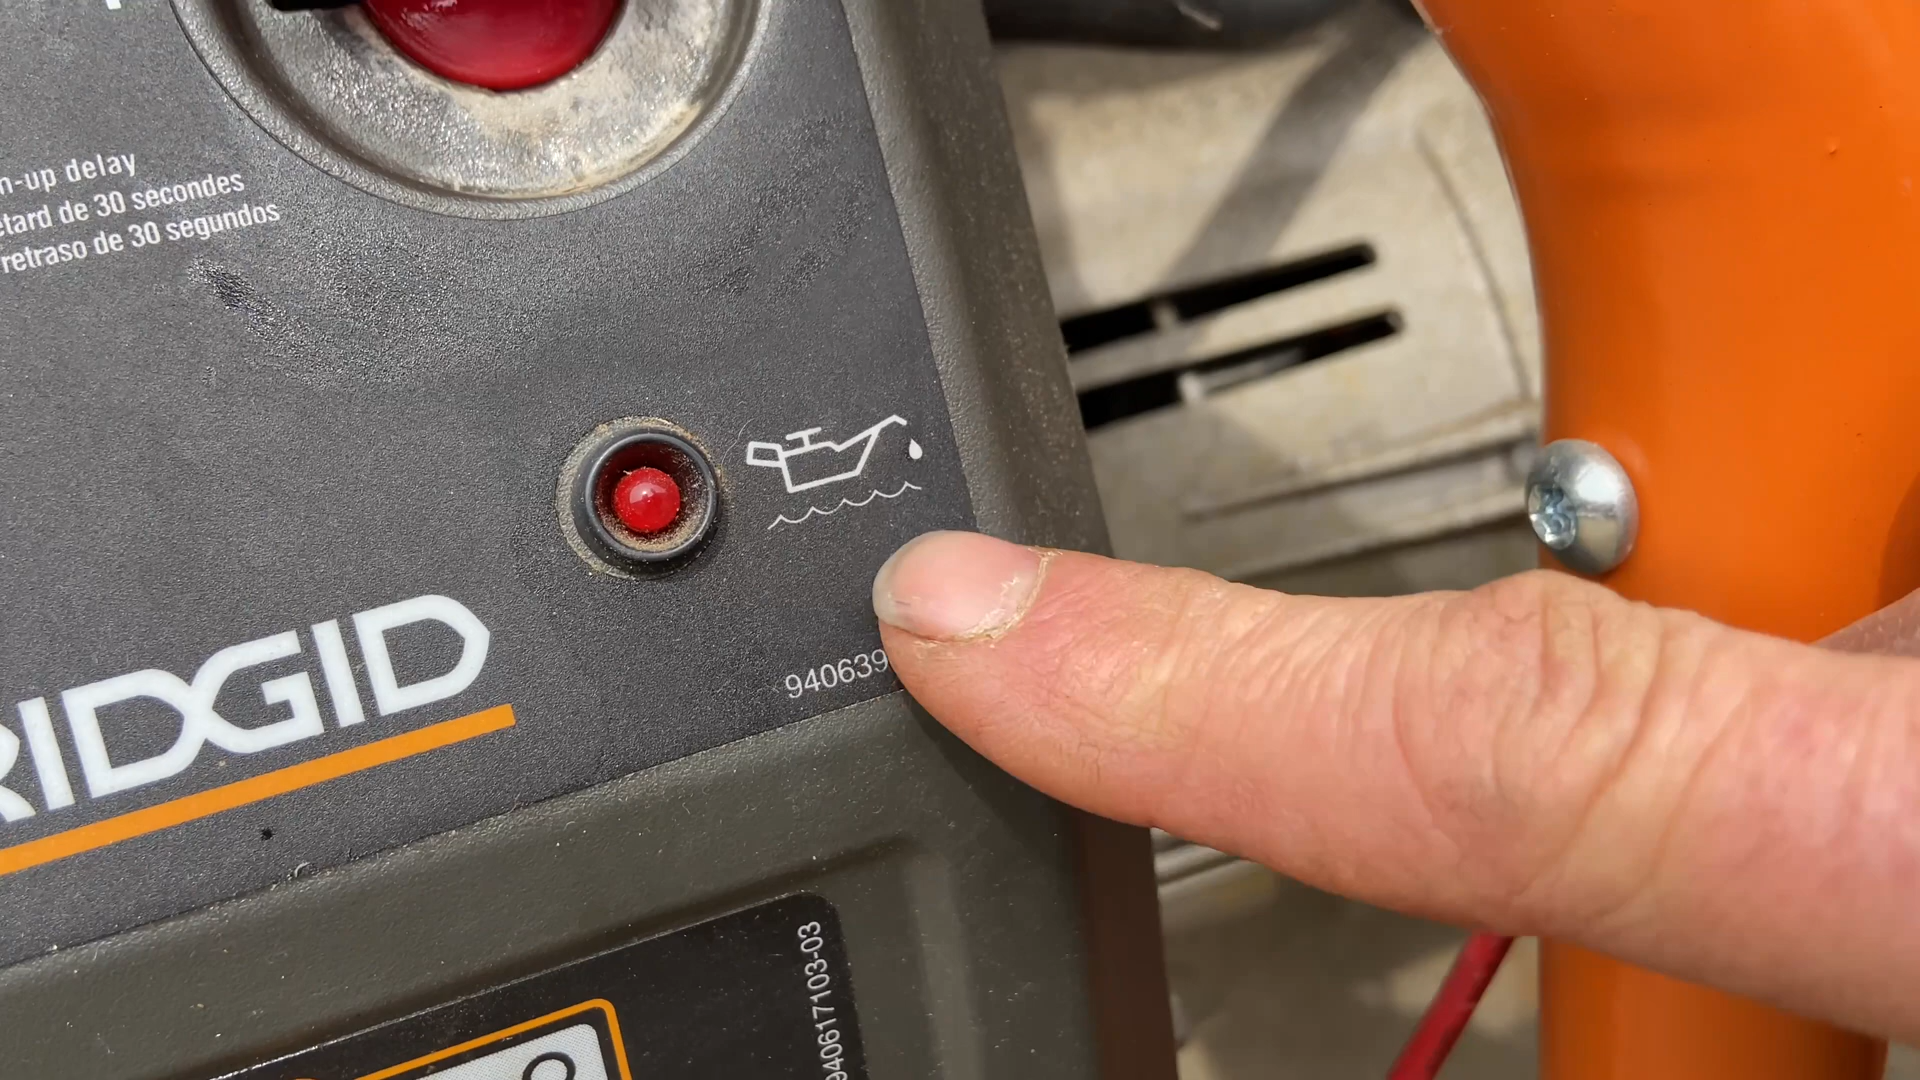 n-up delay
etard de 30 secondes
retraso de 30 segundos
RIDGID
940639
940617103-03